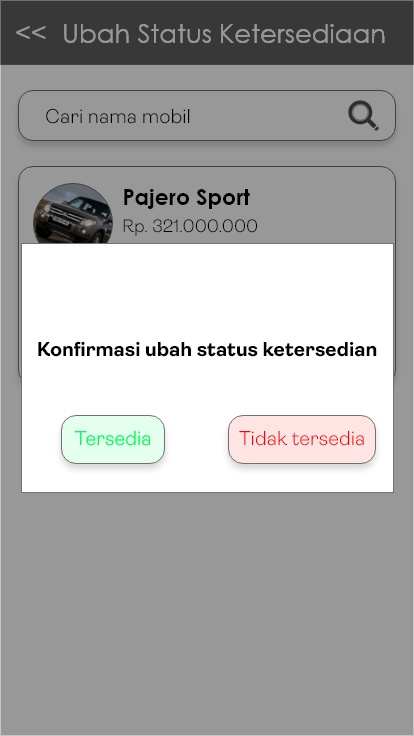 << Ubah Status Ketersediaan
Cari nama mobil
Pajero Sport
Rp. 321.000.000
Konfirmasi ubah status ketersedian
Tersedia
Tidak tersedia